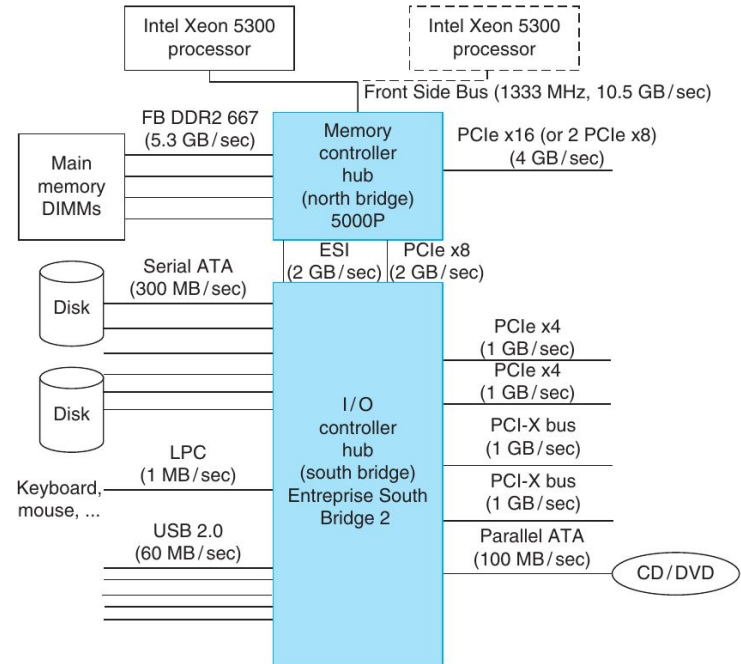 Intel Xeon 5300
processor
Intel Xeon 5300
processor
Front Side Bus (1333 MHz, 10.5 GB/sec)
FB DDR2 667
(5.3 GB/sec)
Main
memory
DIMMs
Memory
controller
hub
(north bridge)
5000P
PCIe x16 (or 2 PCIe x8)
(4 GB/sec)
ESI
(2 GB/sec)
PCIe x8
(2 GB/sec)
Serial ATA
(300 MB/sec)
Disk
Disk
LPC
(1 MB/sec)
Keyboard,
mouse, ...
USB 2.0
(60 MB/sec)
I/O
controller
hub
(south bridge)
Entreprise South
Bridge 2
PCIe x4
(1 GB/sec)
PCIe x4
(1 GB/sec)
PCI-X bus
(1 GB/sec)
PCI-X bus
(1 GB/sec)
Parallel ATA
(100 MB/sec)
CD/DVD